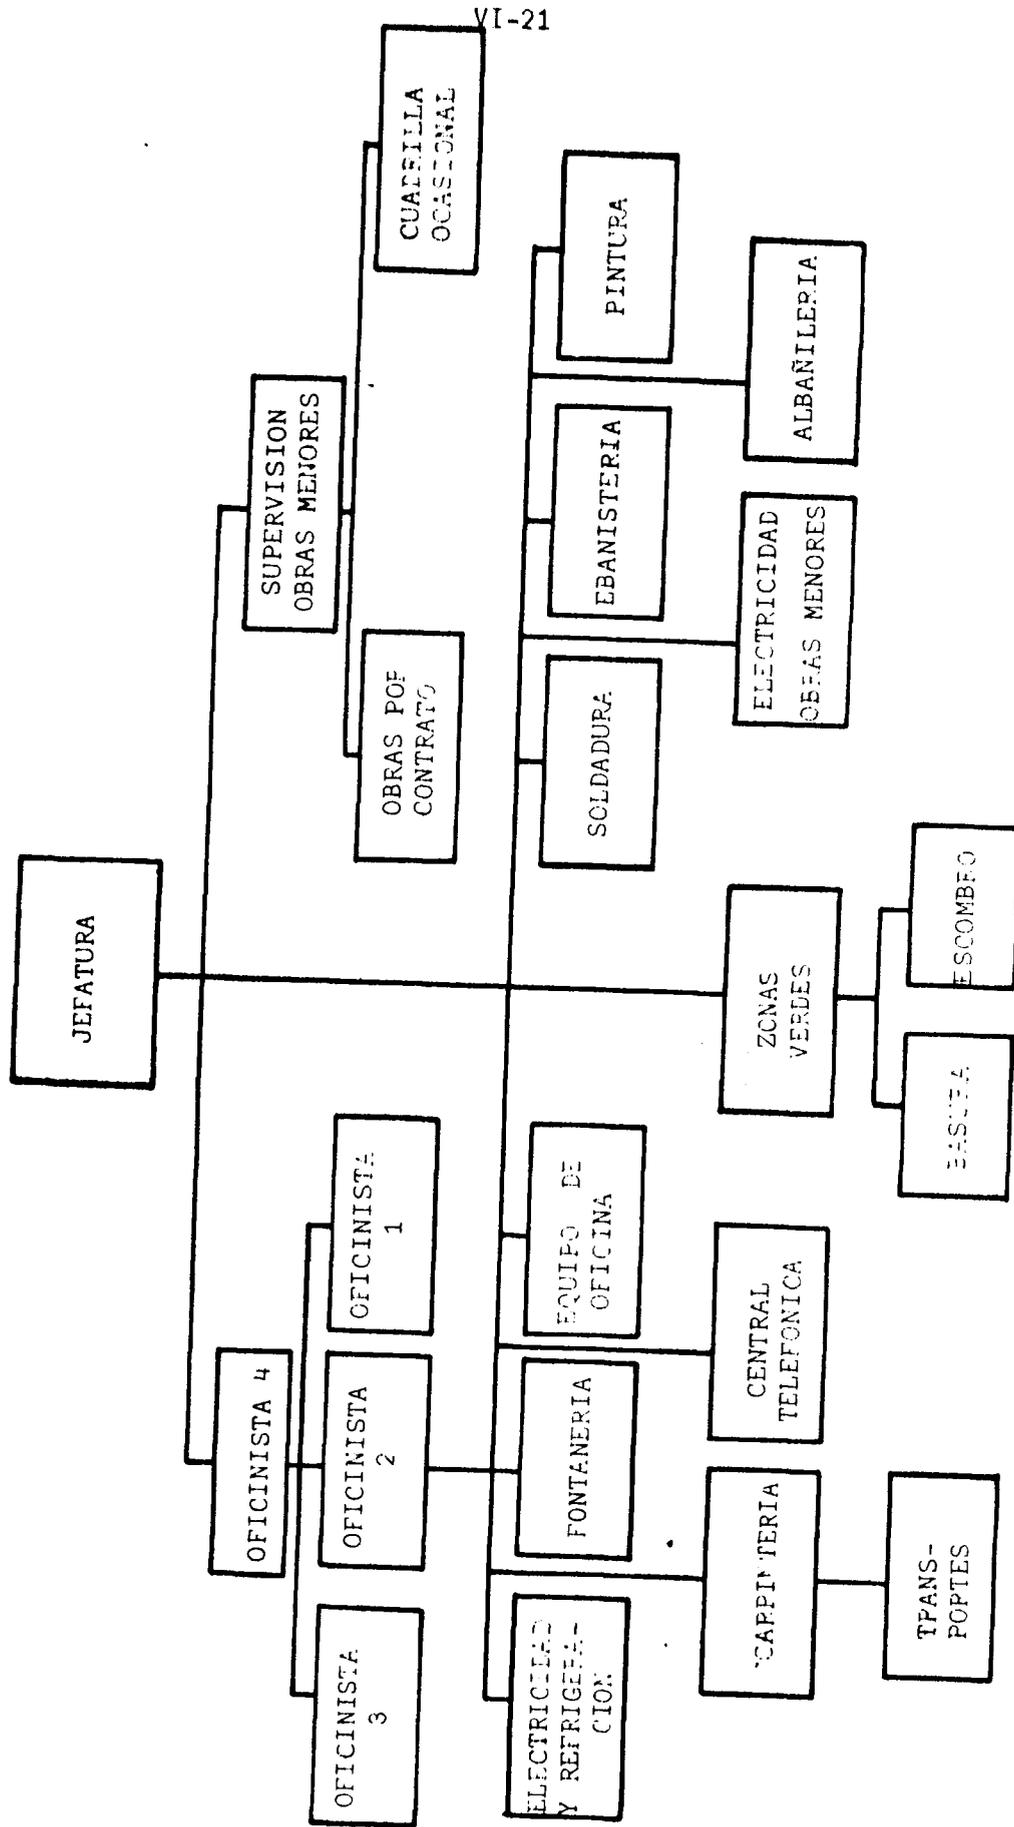 VI-21
JEFATURA
OFICINISTA 4
SUPERVISION
OBRAS MENORES
OFICINISTA
3
OFICINISTA
2
OFICINISTA
1
OBRAS POR
CONTRATO
CUADRILLA
OCASIONAL
ELECTRICIDAD
Y REFRIGERA-
CION
FONTANERIA
EQUIPO DE
OFICINA
SOLDADURA
EBANISTERIA
PINTURA
CARPINTERIA
CENTRAL
TELEFONICA
ZONAS
VERDES
ELECTRICIDAD
OBRAS MENORES
ALBAÑILERIA
TRANS-
PORTES
BASURA
ESCOMBRO